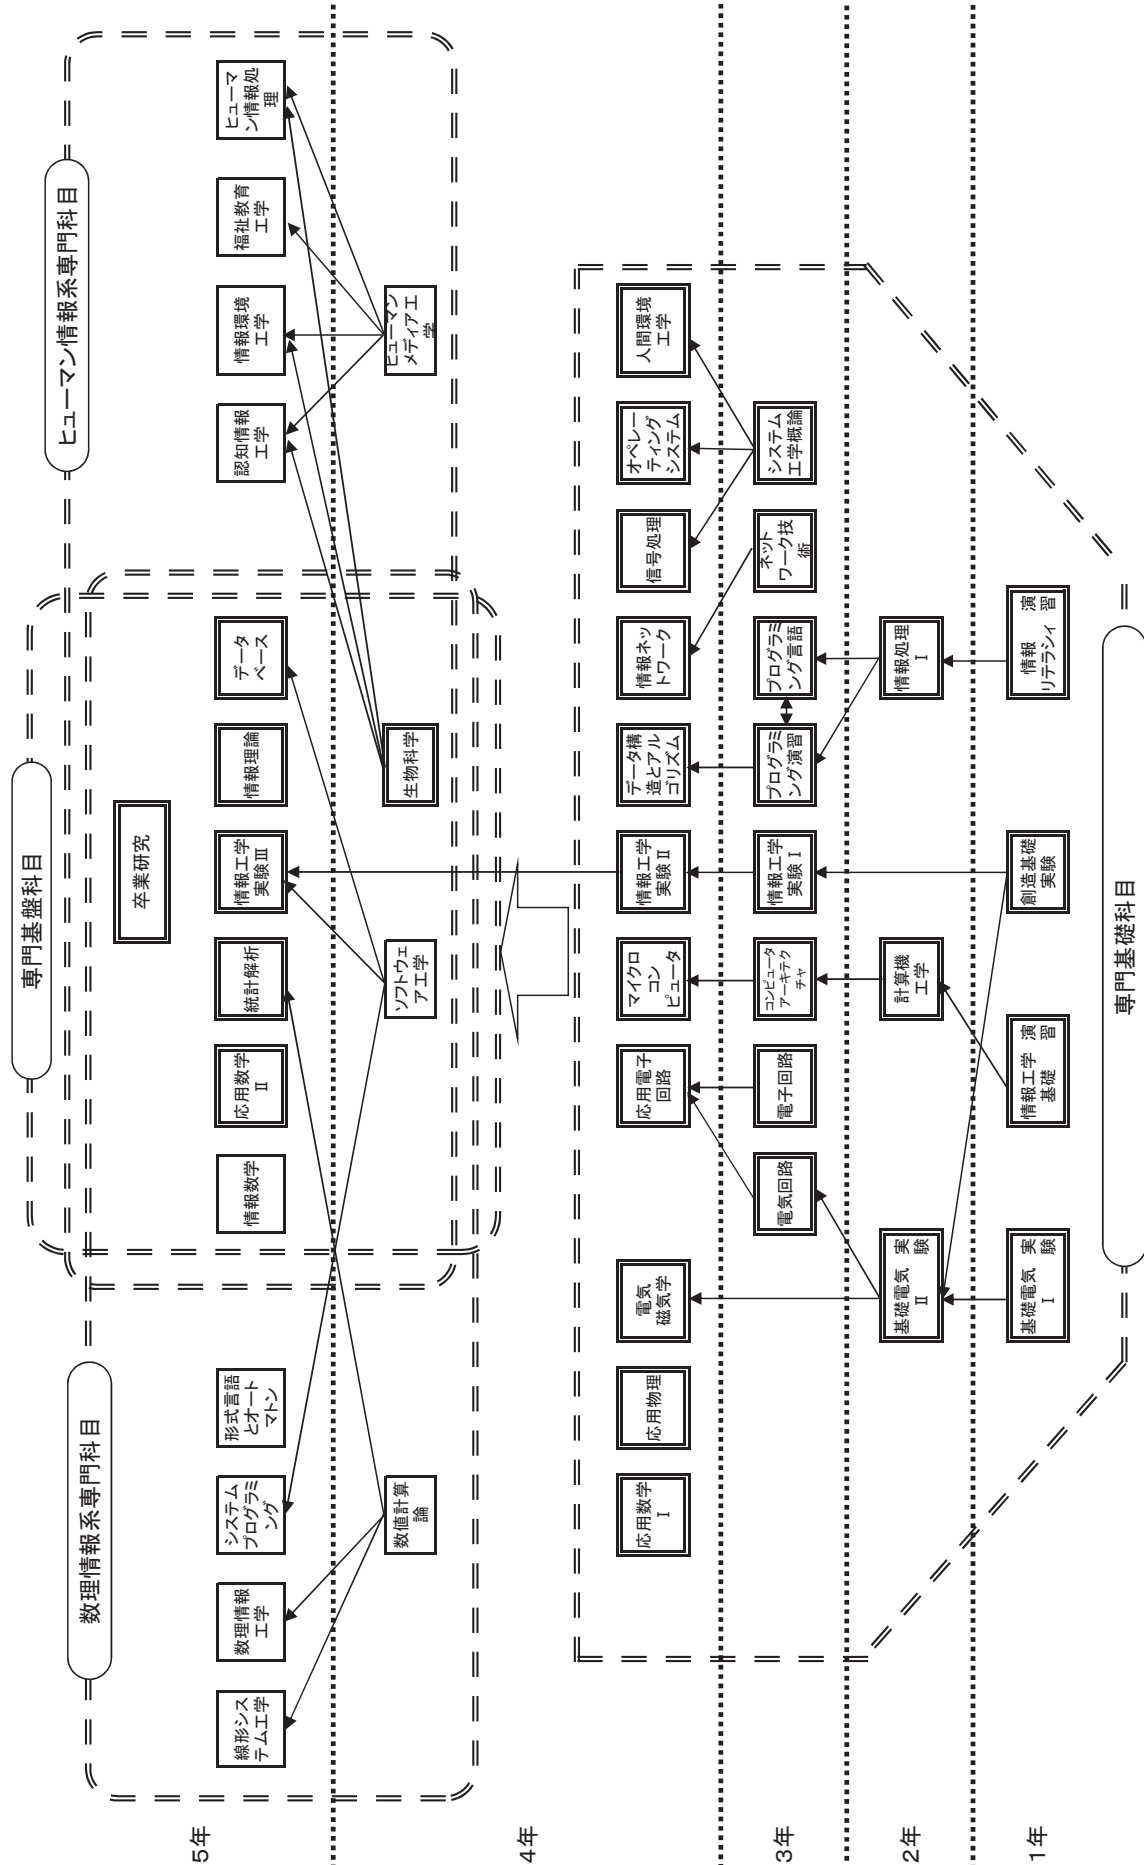 専門基盤科目
数理情報系専門科目
ヒューマン情報系専門科目
5年
卒業研究
線形シス
テム工学
数理情報
工学
システム
プログラミ
ング
形式言語
とオート
マトン
情報数学
応用数学
Ⅱ
統計解析
情報工学
実験Ⅲ
情報理論
データ
ベース
認知情報
工学
情報環境
工学
福祉教育
工学
ヒューマ
ン情報処
理
4年
数値計算
論
ソフトウェ
ア工学
生物科学
ヒューマン
メディア工
学
応用数学
Ⅰ
応用物理
電気
磁気学
応用電子
回路
マイクロ
コン
ピュータ
情報工学
実験Ⅱ
データ構
造とアル
ゴリズム
情報ネッ
トワーク
信号処理
オペレー
ティング
システム
人間環境
工学
3年
電気回路
電子回路
コンピュータ
アーキテク
チャ
情報工学
実験Ⅰ
プログラミ
ング演習
プログラミ
ング言語
ネット
ワーク技
術
システム
工学概論
2年
基礎電気 実
Ⅱ 験
計算機
工学
情報処理
Ⅰ
1年
基礎電気 実
Ⅰ 験
情報工学 演
基礎 習
創造基礎
実験
情報 演
リテラシィ 習
専門基礎科目